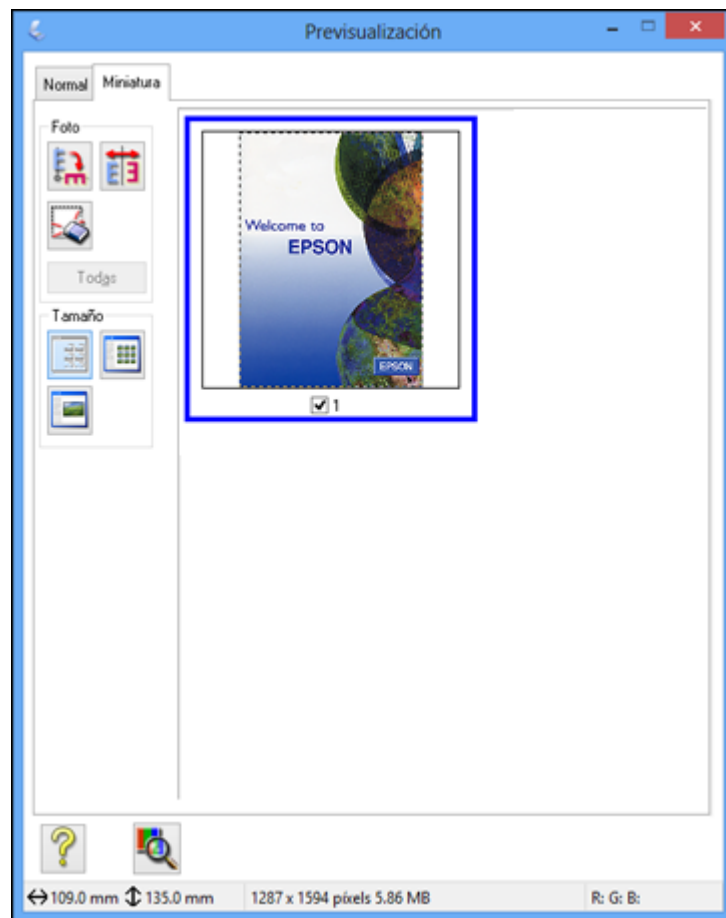 Previsualización
Normal Miniatura
Foto
Todas
Tamaño
Welcome to
EPSON
EPSON
1
109.0 mm 135.0 mm 1287 x 1594 píxels 5.86 MB R: G: B: